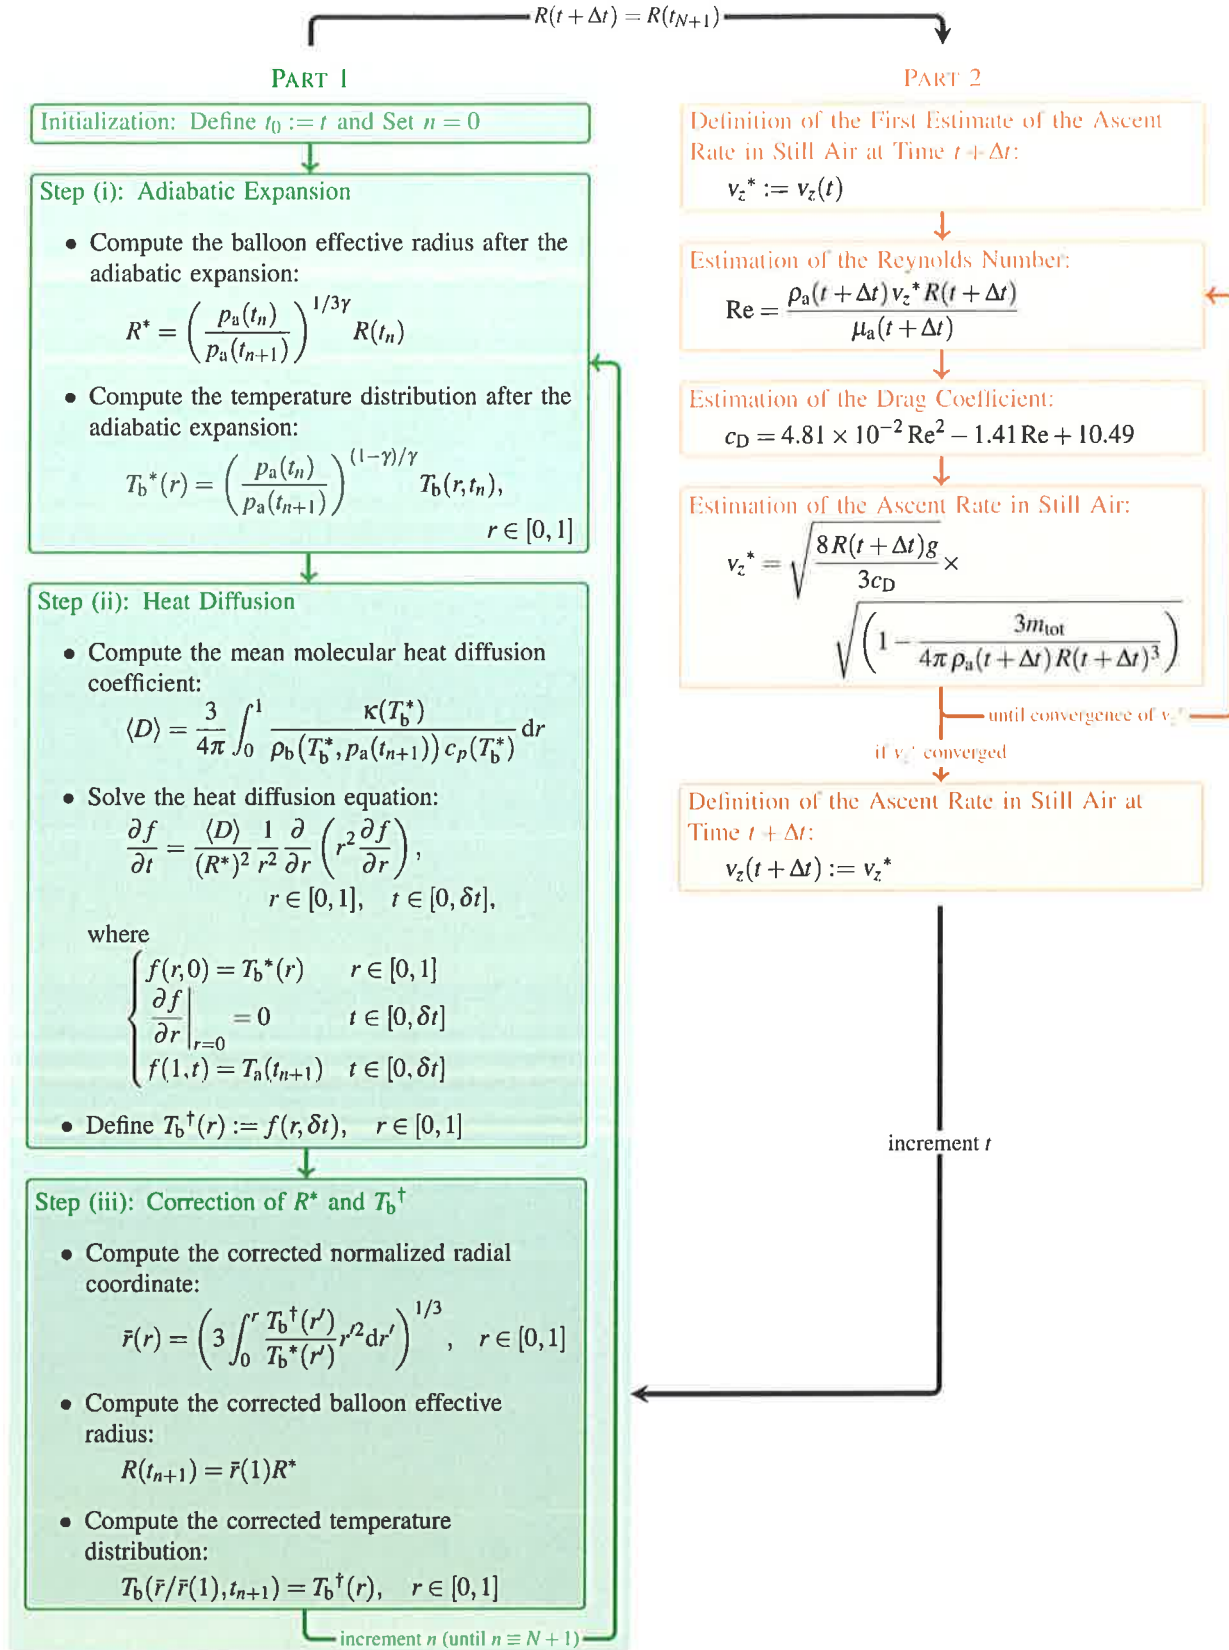 R(t + Δt) = R(t_{N+1})
PART 1
Initialization: Define t_0 := t and Set n = 0
Step (i): Adiabatic Expansion
• Compute the balloon effective radius after the
adiabatic expansion:
R* = ( p_a(t_n) / p_a(t_{n+1}) )^{1/3γ} R(t_n)
• Compute the temperature distribution after the
adiabatic expansion:
T_b*(r) = ( p_a(t_n) / p_a(t_{n+1}) )^{(1−γ)/γ} T_b(r, t_n),
r ∈ [0, 1]
Step (ii): Heat Diffusion
• Compute the mean molecular heat diffusion
coefficient:
⟨D⟩ = 3/4π ∫_0^1 κ(T_b*) / ρ_b(T_b*, p_a(t_{n+1})) c_p(T_b*) dr
• Solve the heat diffusion equation:
∂f/∂t = ⟨D⟩/(R*)² 1/r² ∂/∂r ( r² ∂f/∂r ),
r ∈ [0, 1], t ∈ [0, δt],
where
f(r, 0) = T_b*(r) r ∈ [0, 1]
∂f/∂r |_{r=0} = 0 t ∈ [0, δt]
f(1, t) = T_a(t_{n+1}) t ∈ [0, δt]
• Define T_b†(r) := f(r, δt), r ∈ [0, 1]
Step (iii): Correction of R* and T_b†
• Compute the corrected normalized radial
coordinate:
r̄(r) = ( 3 ∫_0^r T_b†(r′) / T_b*(r′) r′² dr′ )^{1/3}, r ∈ [0, 1]
• Compute the corrected balloon effective
radius:
R(t_{n+1}) = r̄(1)R*
• Compute the corrected temperature
distribution:
T_b(r̄/r̄(1), t_{n+1}) = T_b†(r), r ∈ [0, 1]
increment n (until n ≡ N + 1)
PART 2
Definition of the First Estimate of the Ascent
Rate in Still Air at Time t + Δt:
v_z* := v_z(t)
Estimation of the Reynolds Number:
Re = ρ_a(t + Δt) v_z* R(t + Δt) / μ_a(t + Δt)
Estimation of the Drag Coefficient:
c_D = 4.81 × 10^{−2} Re² − 1.41 Re + 10.49
Estimation of the Ascent Rate in Still Air:
v_z* = √( 8R(t + Δt)g / 3c_D ) ×
√( ( 1 − 3m_tot / 4π ρ_a(t + Δt) R(t + Δt)³ ) )
until convergence of v_z*
if v_z* converged
Definition of the Ascent Rate in Still Air at
Time t + Δt:
v_z(t + Δt) := v_z*
increment t